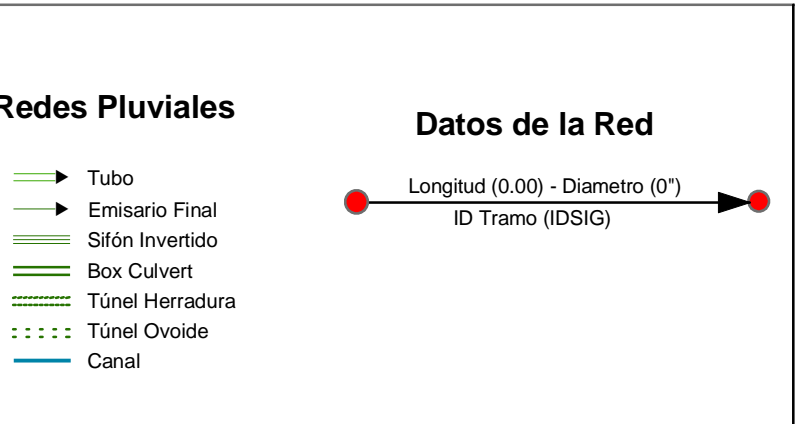 Redes Pluviales
Tubo
Emisario Final
Sifón Invertido
Box Culvert
Túnel Herradura
Túnel Ovoide
Canal
Datos de la Red
Longitud (0.00) - Diametro (0")
ID Tramo (IDSIG)